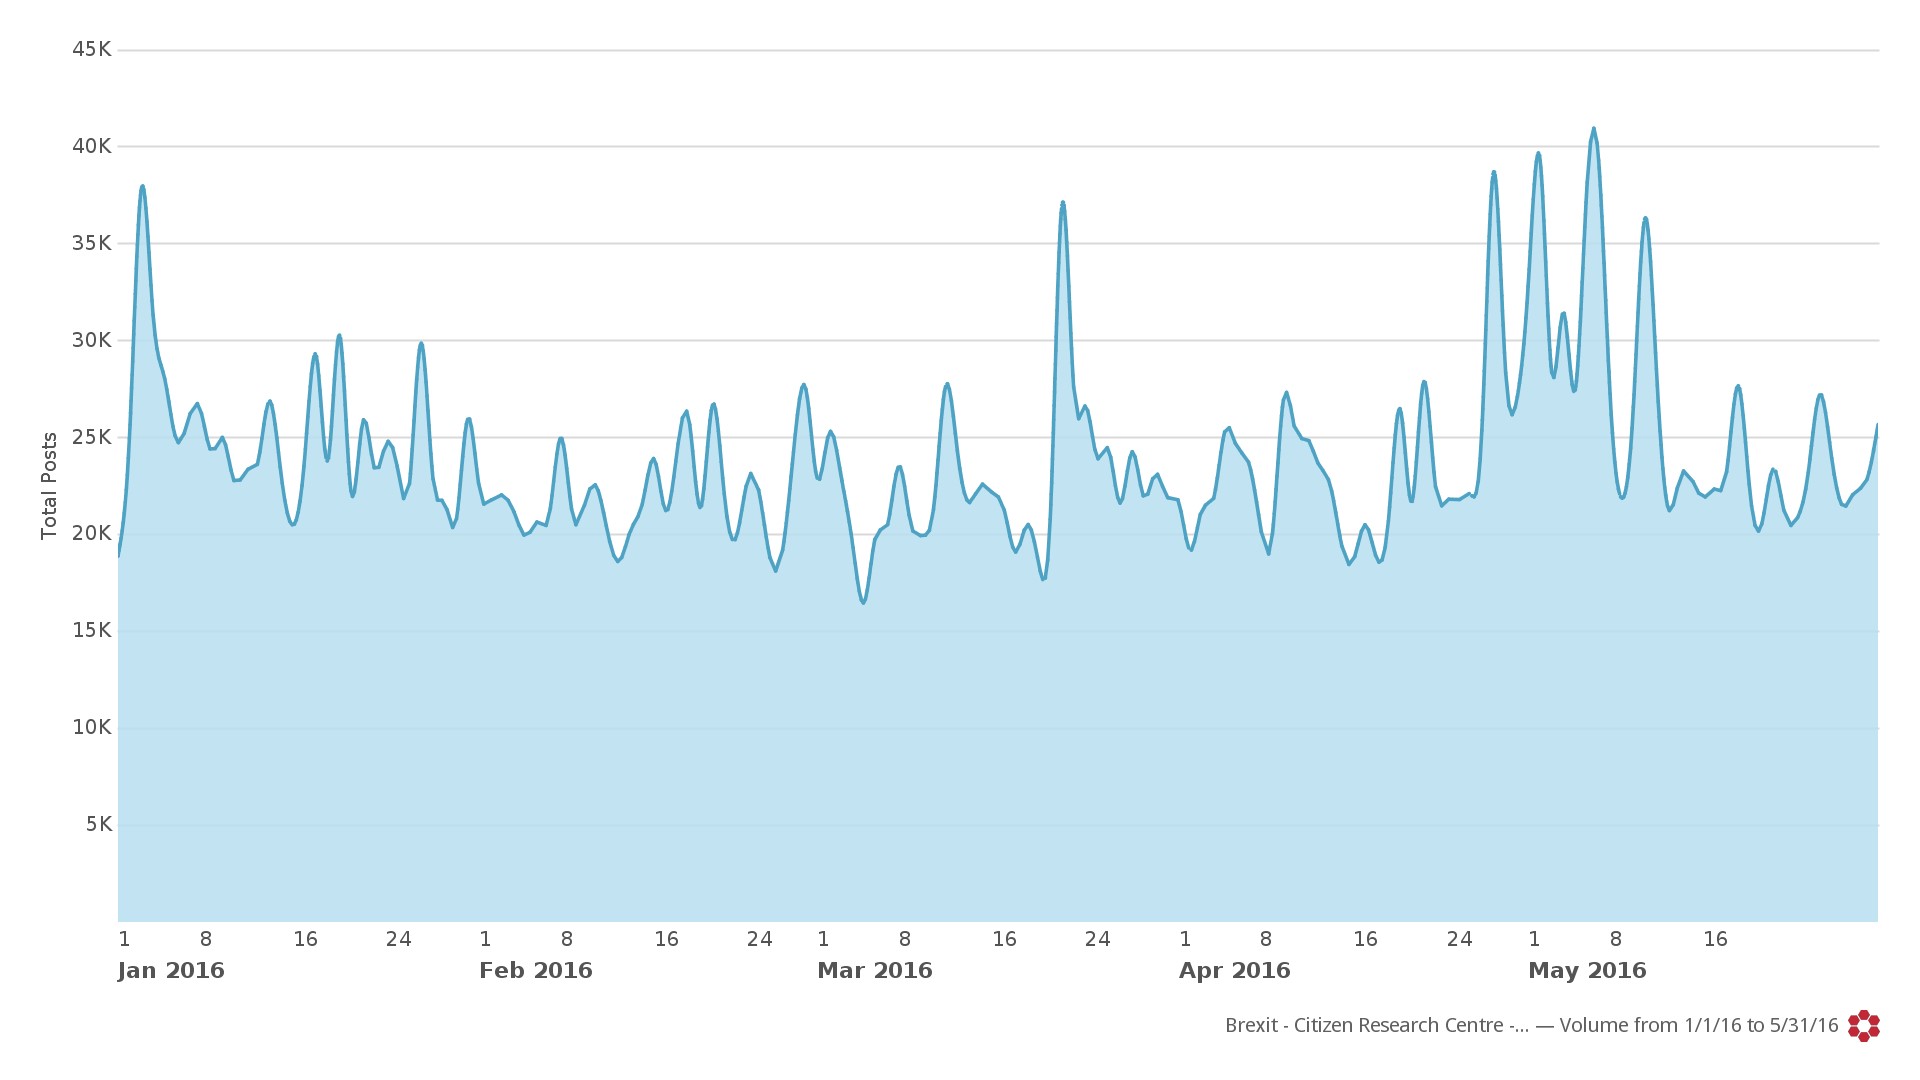 45K
40K
35K
30K
25K
20K
15K
10K
5K
Total Posts
1 8 16 24 1 8 16 24 1 8 16 24 1 8 16 24 1 8 16
Jan 2016 Feb 2016 Mar 2016 Apr 2016 May 2016
Brexit - Citizen Research Centre -... — Volume from 1/1/16 to 5/31/16